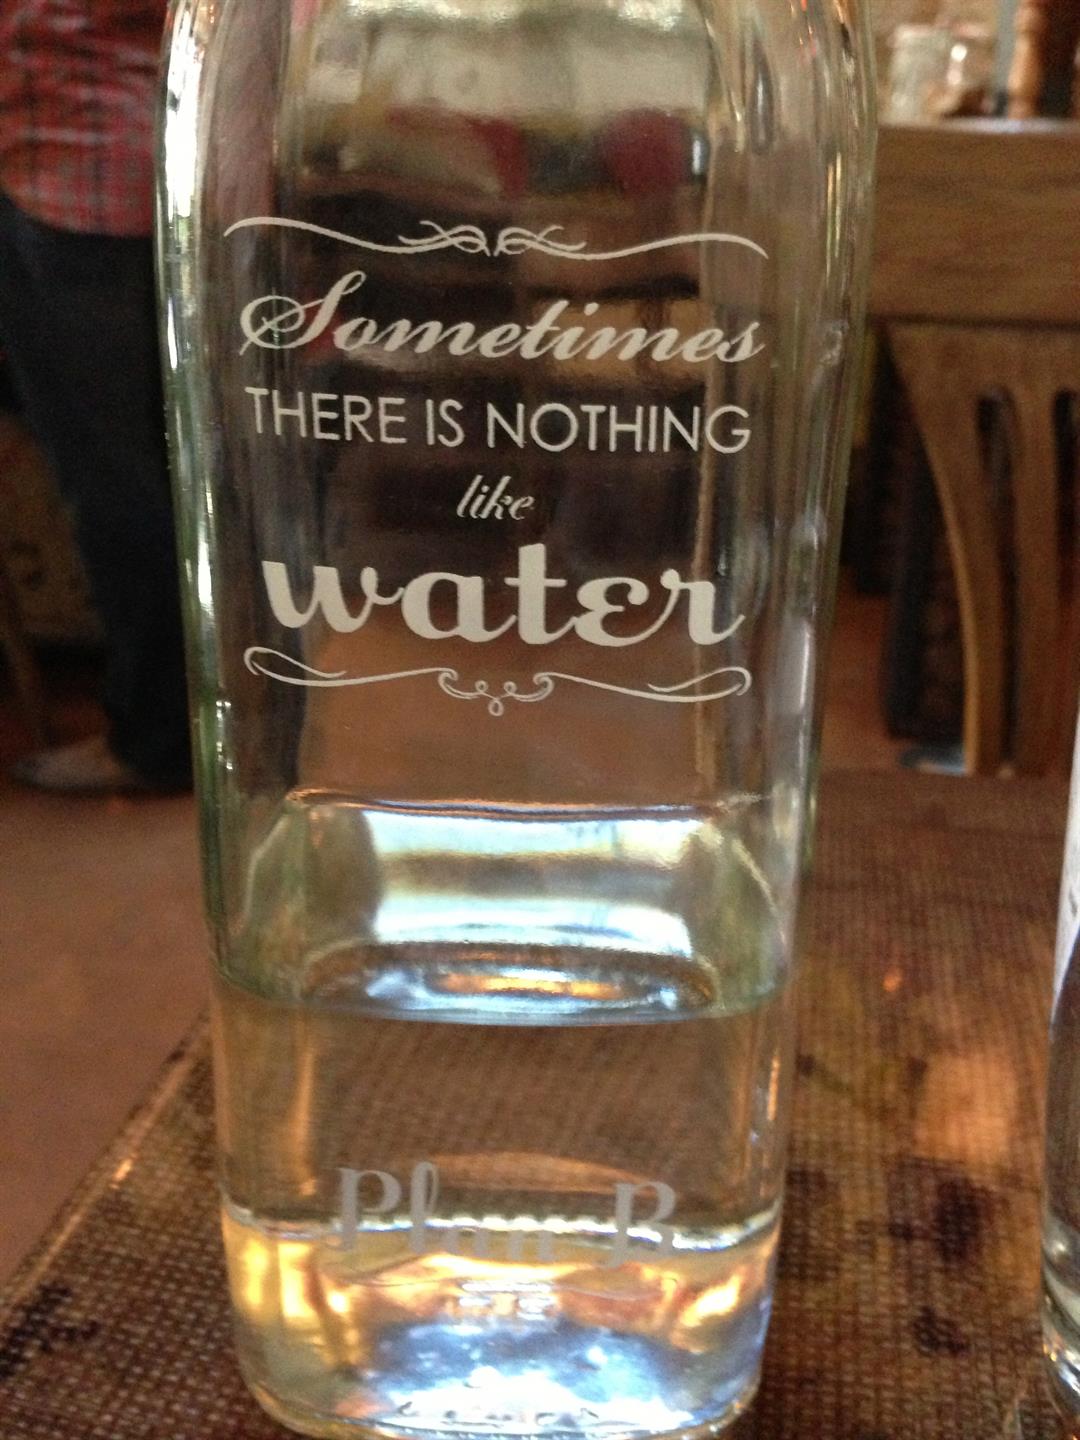 Sometimes
THERE IS NOTHING
like
water
Plan B